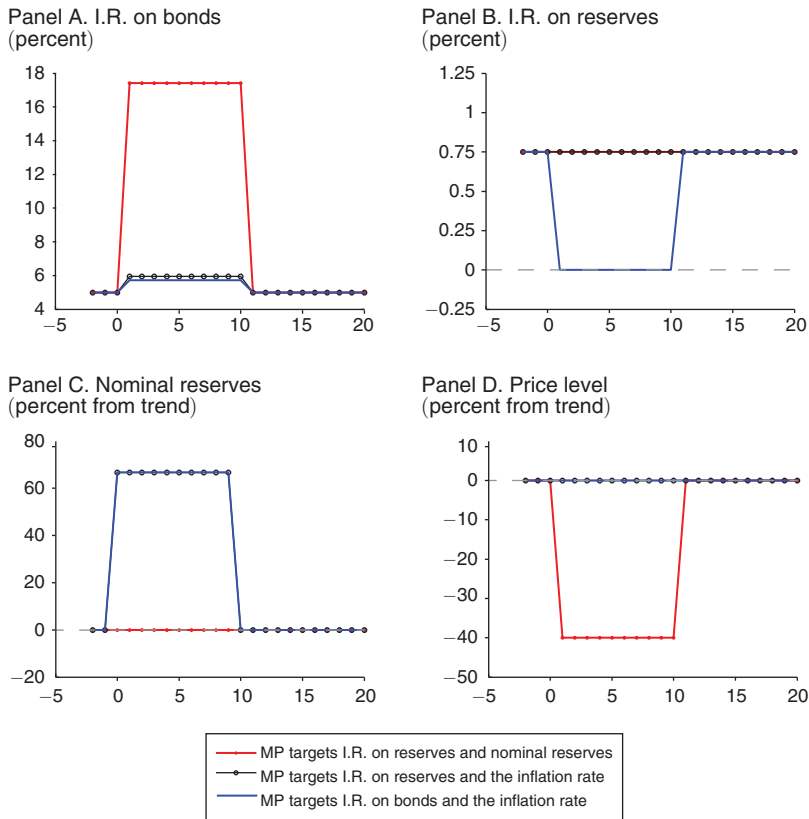 Panel A. I.R. on bonds
(percent)
18
16
14
12
10
8
6
4
−5 0 5 10 15 20
Panel B. I.R. on reserves
(percent)
1.25
1
0.75
0.5
0.25
0
−0.25
−5 0 5 10 15 20
Panel C. Nominal reserves
(percent from trend)
80
60
40
20
0
−20
−5 0 5 10 15 20
Panel D. Price level
(percent from trend)
10
0
−10
−20
−30
−40
−50
−5 0 5 10 15 20
MP targets I.R. on reserves and nominal reserves
MP targets I.R. on reserves and the inflation rate
MP targets I.R. on bonds and the inflation rate